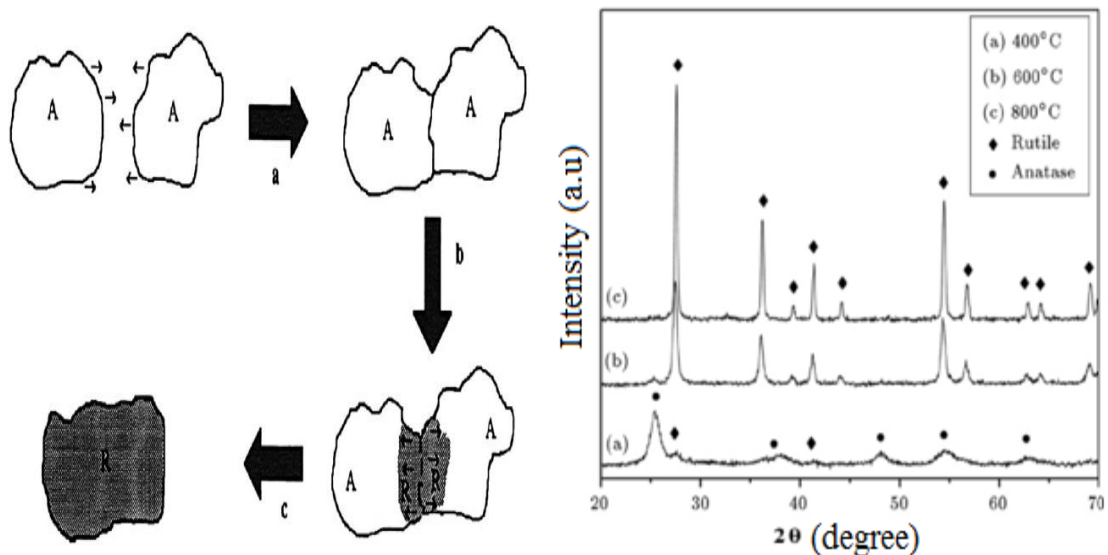 A
A
a
A
A
b
A
R
R
A
c
R
Intensity (a.u)
(a) 400°C
(b) 600°C
(c) 800°C
◆ Rutile
● Anatase
(c)
(b)
(a)
20 30 40 50 60 70
2θ (degree)